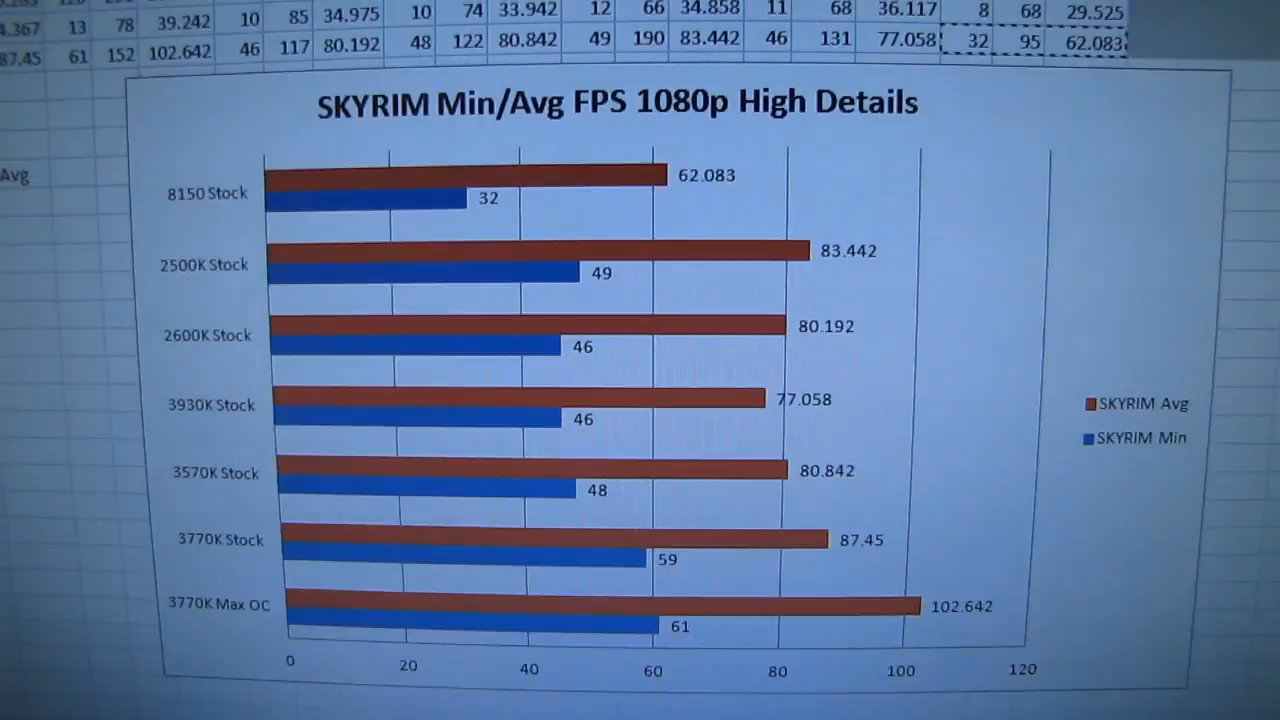 4.367 13 78 39.242 10 85 34.975 10 74 33.942 12 66 34.858 11 68 36.117 8 68 29.525
87.45 61 152 102.642 46 117 80.192 48 122 80.842 49 190 83.442 46 131 77.058 32 95 62.083
SKYRIM Min/Avg FPS 1080p High Details
Avg
8150 Stock 62.083
32
2500K Stock 83.442
49
2600K Stock 80.192
46
3930K Stock 77.058
46
3570K Stock 80.842
48
3770K Stock 87.45
59
3770K Max OC 102.642
61
SKYRIM Avg
SKYRIM Min
0 20 40 60 80 100 120